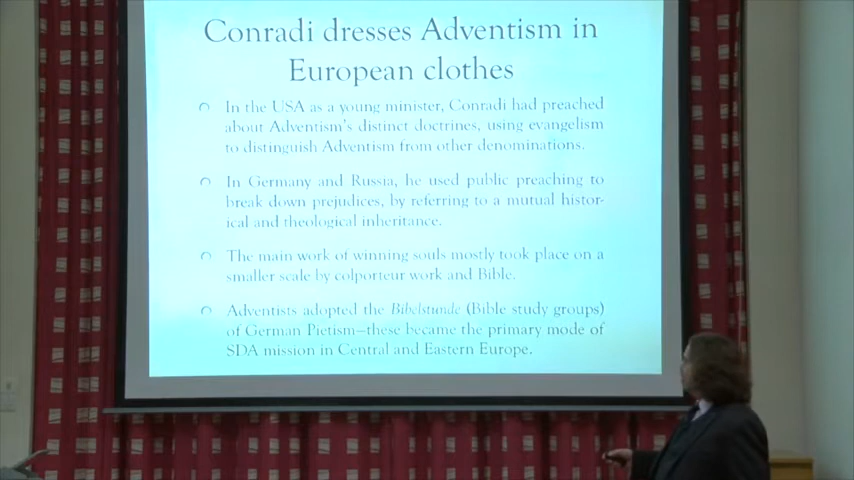 Conradi dresses Adventism in
European clothes
In the USA as a young minister, Conradi had preached
about Adventism's distinct doctrines, using evangelism
to distinguish Adventism from other denominations.
In Germany and Russia, he used public preaching to
break down prejudices, by referring to a mutual histor-
ical and theological inheritance.
The main work of winning souls mostly took place on a
smaller scale by colporteur work and Bible.
Adventists adopted the Bibelstunde (Bible study groups)
of German Pietism—these became the primary mode of
SDA mission in Central and Eastern Europe.